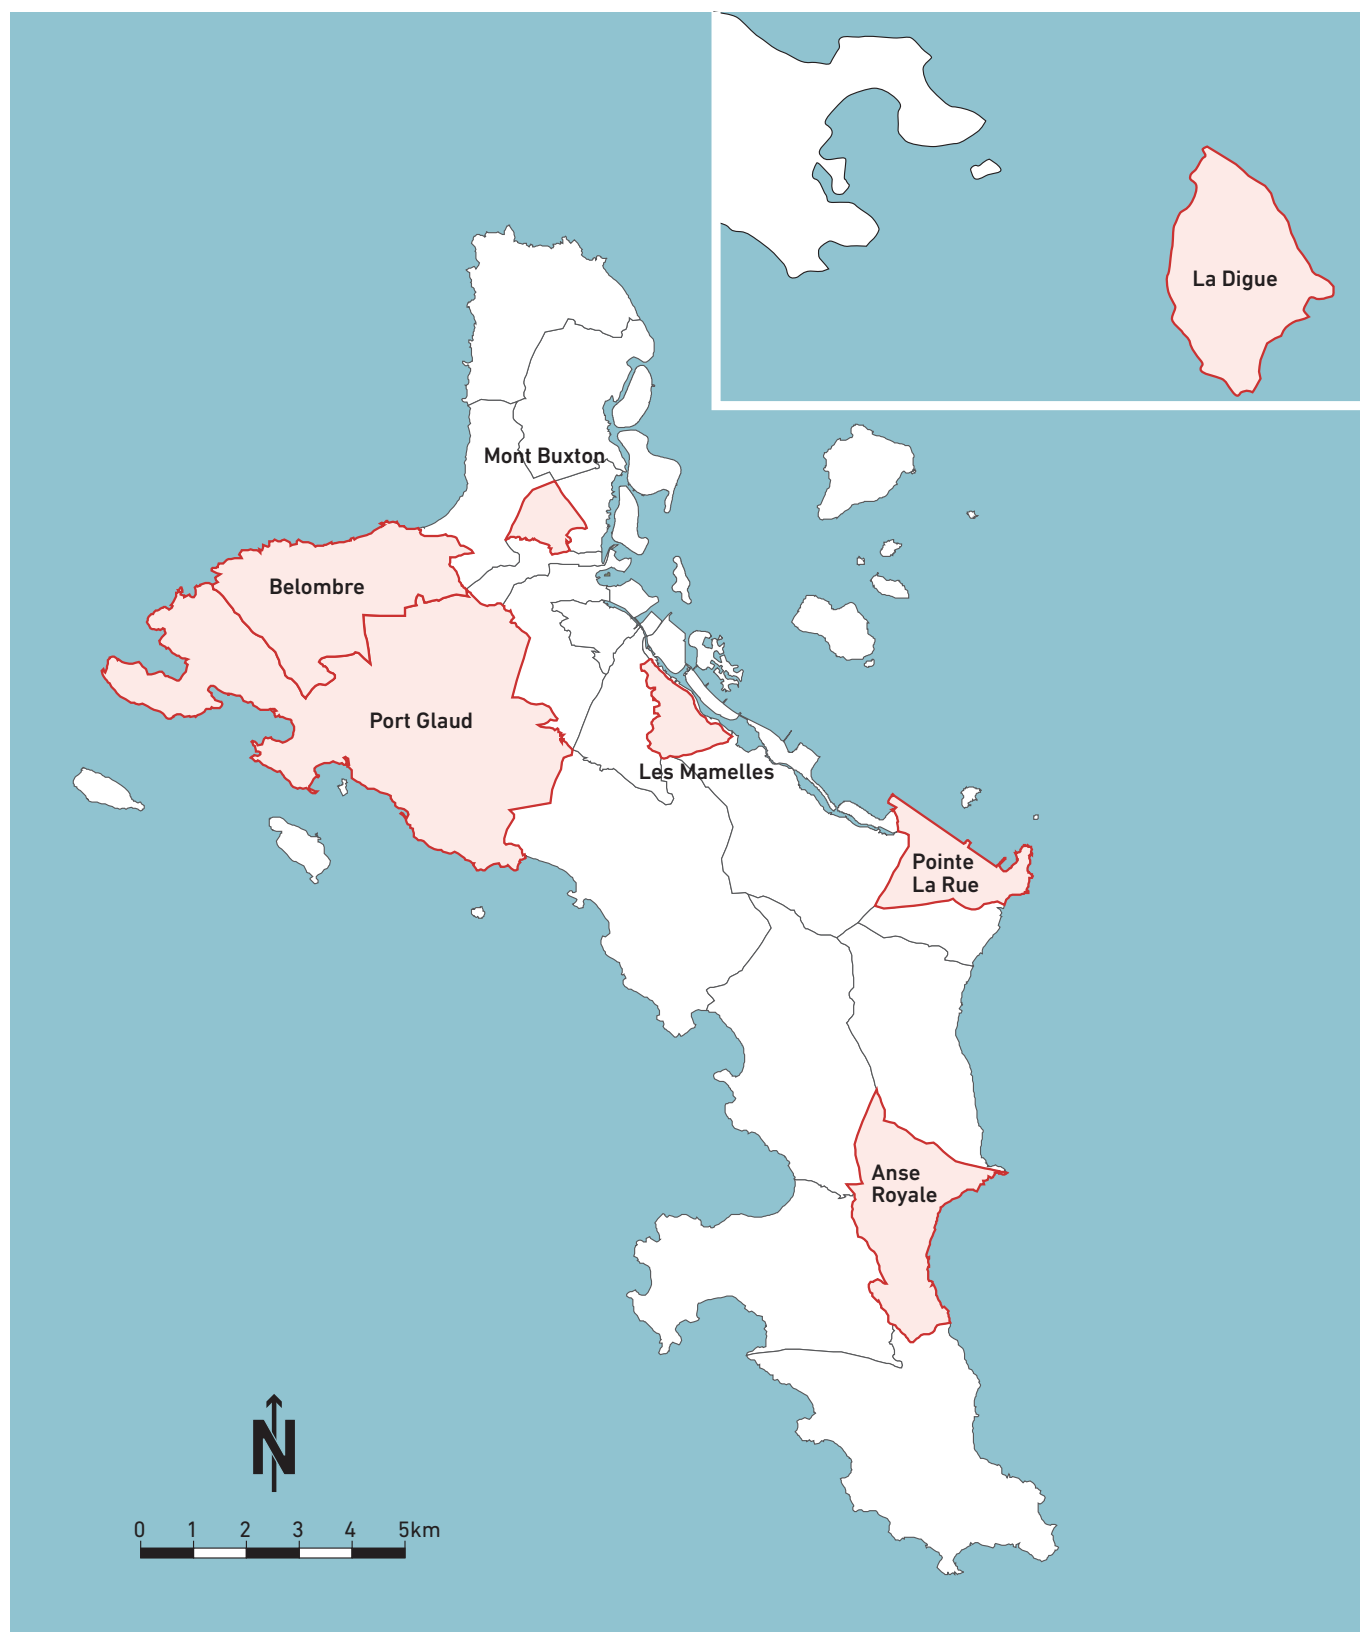 La Digue
Mont Buxton
Belombre
Port Glaud
Les Mamelles
Pointe
La Rue
Anse
Royale
N
0 1 2 3 4 5km